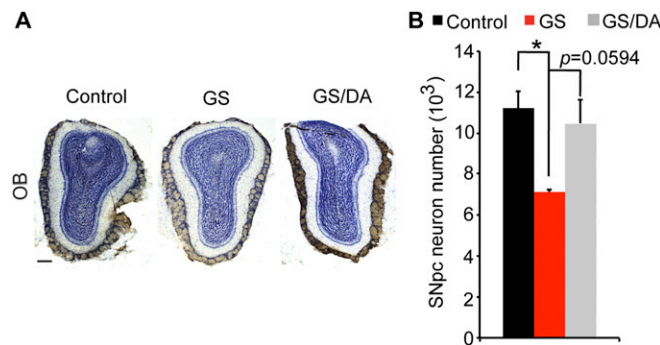 A
Control GS GS/DA
OB
B
Control GS GS/DA
* p=0.0594
SNpc neuron number (10³)
14
12
10
8
6
4
2
0